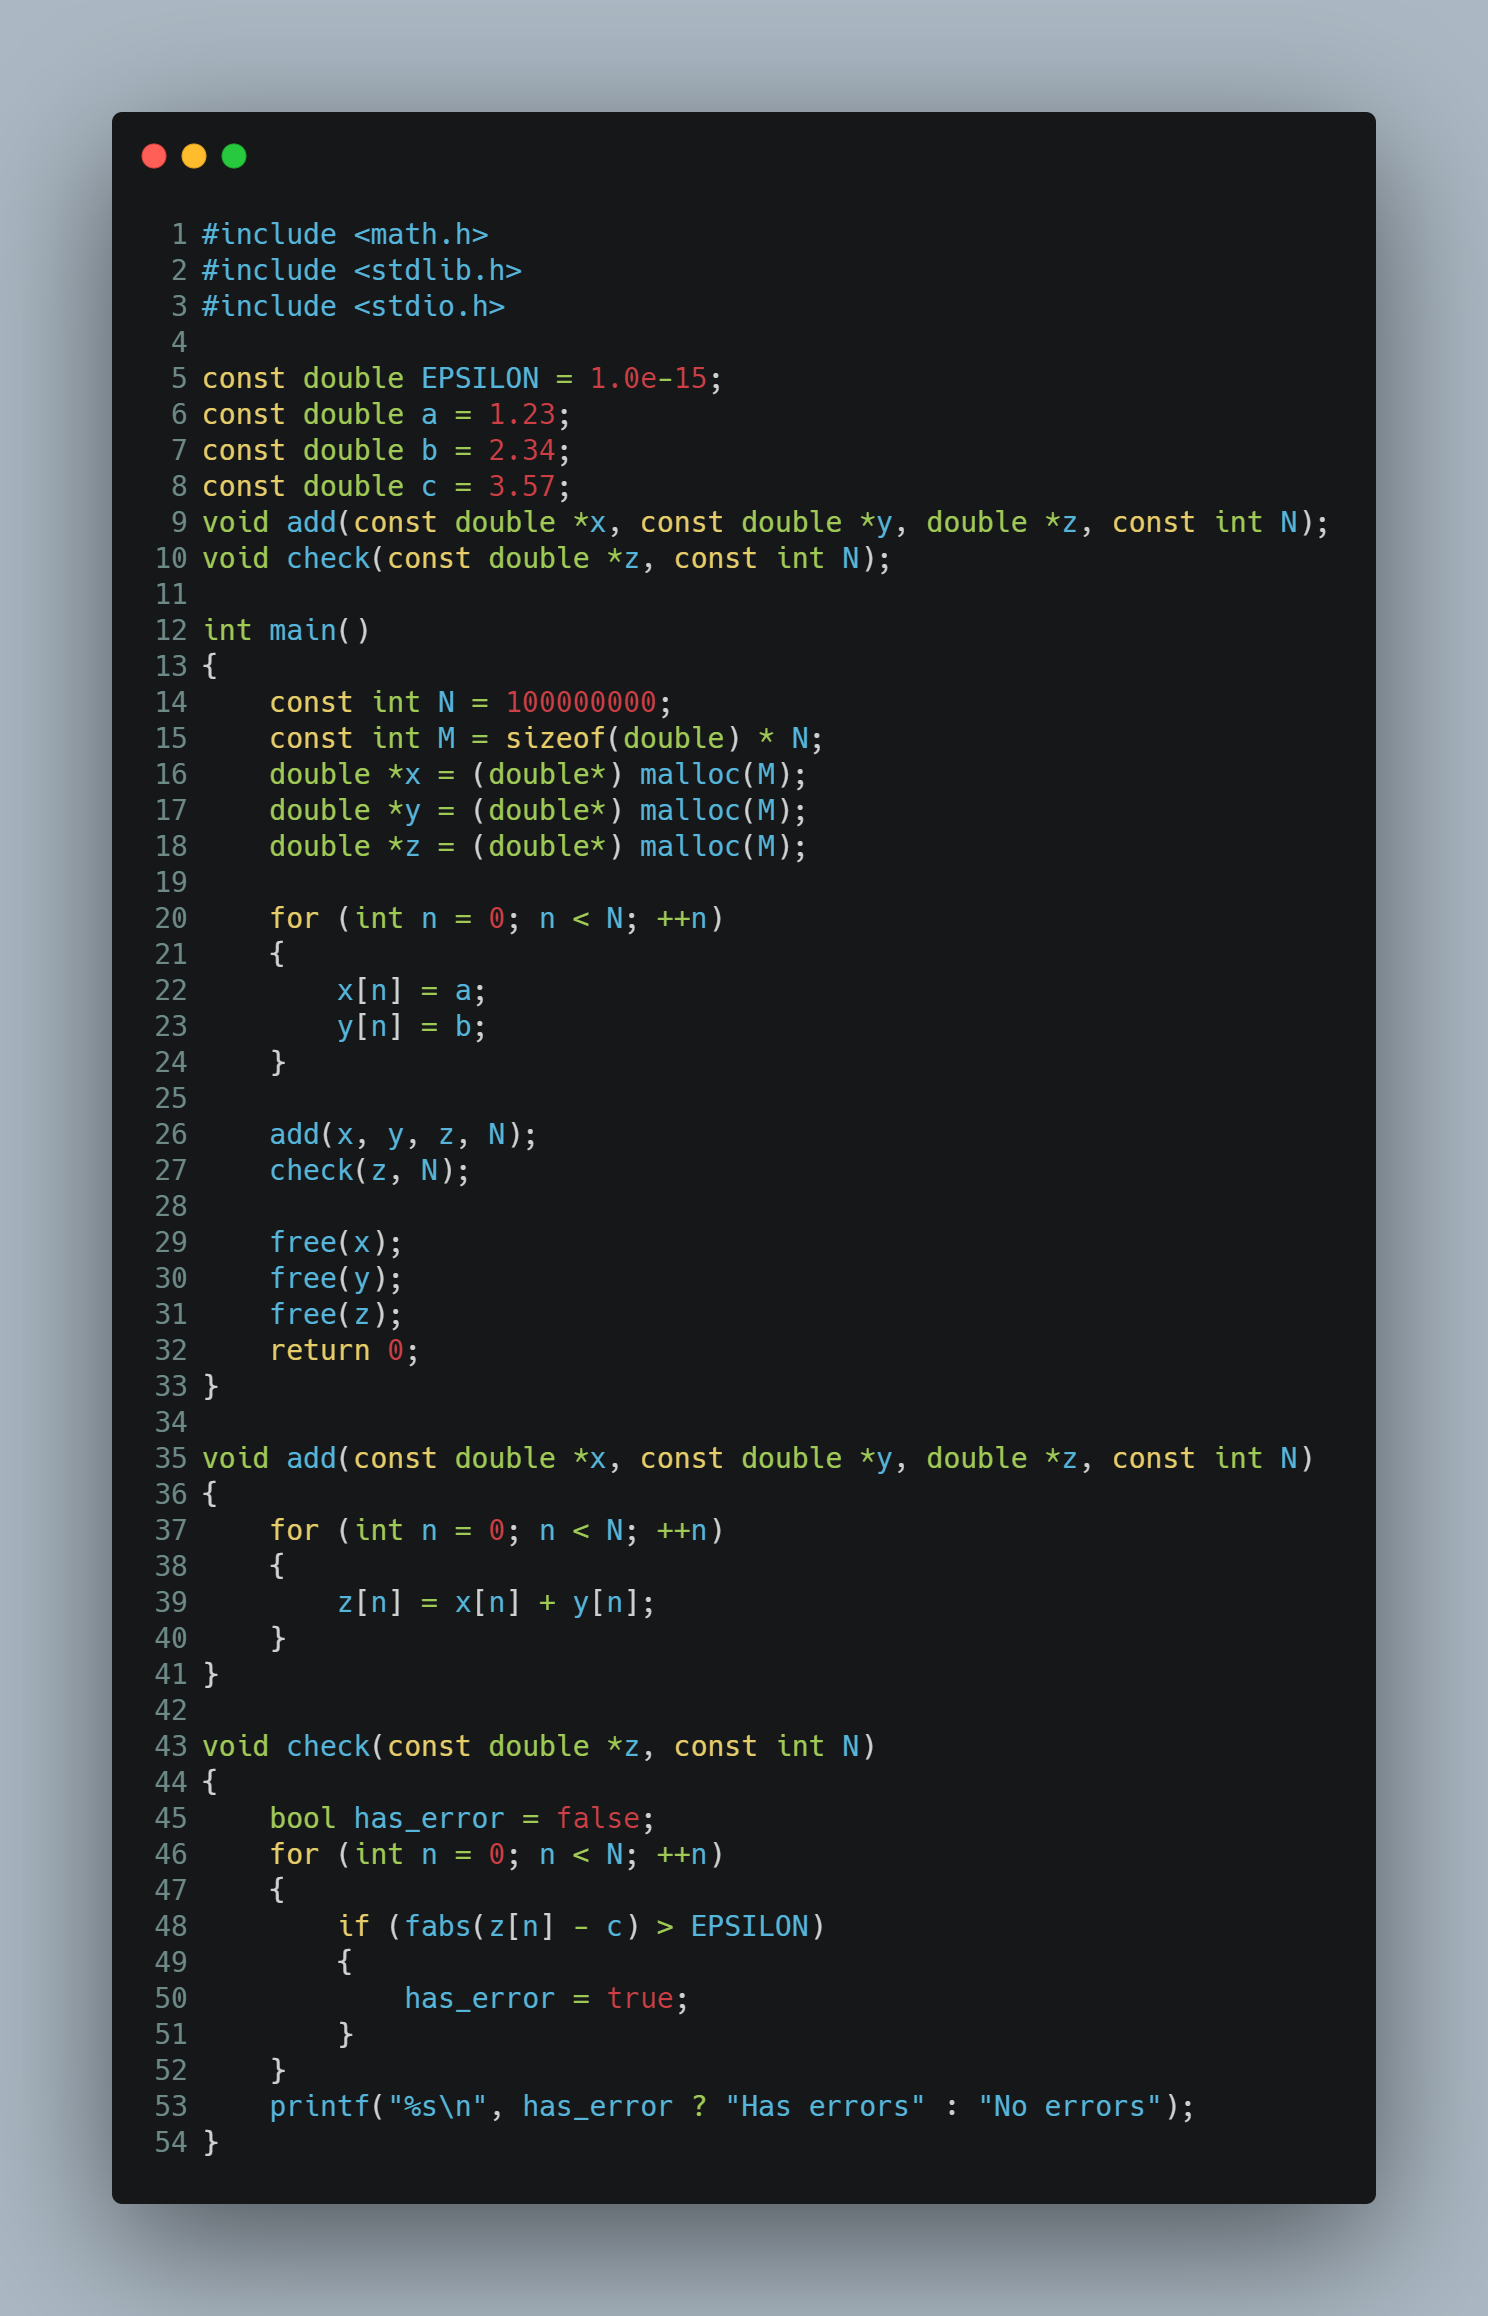 1 #include <math.h>
2 #include <stdlib.h>
3 #include <stdio.h>
4
5 const double EPSILON = 1.0e-15;
6 const double a = 1.23;
7 const double b = 2.34;
8 const double c = 3.57;
9 void add(const double *x, const double *y, double *z, const int N);
10 void check(const double *z, const int N);
11
12 int main()
13 {
14     const int N = 100000000;
15     const int M = sizeof(double) * N;
16     double *x = (double*) malloc(M);
17     double *y = (double*) malloc(M);
18     double *z = (double*) malloc(M);
19
20     for (int n = 0; n < N; ++n)
21     {
22         x[n] = a;
23         y[n] = b;
24     }
25
26     add(x, y, z, N);
27     check(z, N);
28
29     free(x);
30     free(y);
31     free(z);
32     return 0;
33 }
34
35 void add(const double *x, const double *y, double *z, const int N)
36 {
37     for (int n = 0; n < N; ++n)
38     {
39         z[n] = x[n] + y[n];
40     }
41 }
42
43 void check(const double *z, const int N)
44 {
45     bool has_error = false;
46     for (int n = 0; n < N; ++n)
47     {
48         if (fabs(z[n] - c) > EPSILON)
49         {
50             has_error = true;
51         }
52     }
53     printf("%s\n", has_error ? "Has errors" : "No errors");
54 }